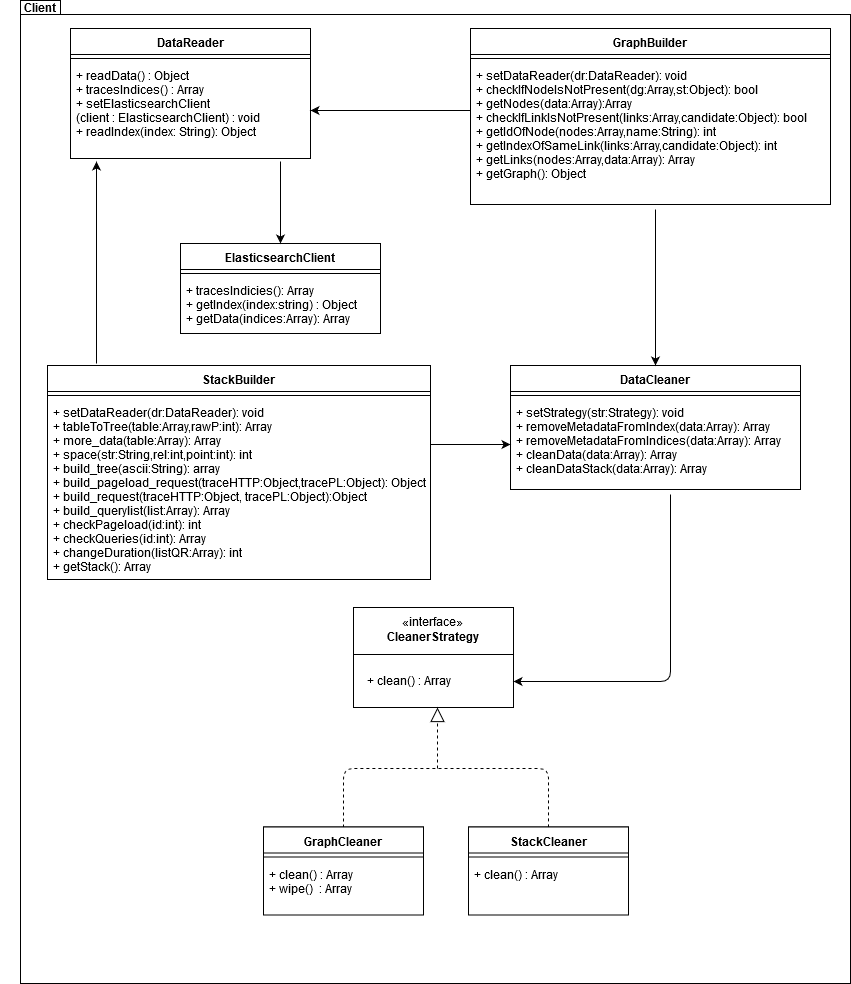 Client
DataReader
+ readData() : Object
+ tracesIndices() : Array
+ setElasticsearchClient
(client : ElasticsearchClient) : void
+ readIndex(index: String): Object
GraphBuilder
+ setDataReader(dr:DataReader): void
+ checkIfNodeIsNotPresent(dg:Array,st:Object): bool
+ getNodes(data:Array):Array
+ checkIfLinkIsNotPresent(links:Array,candidate:Object): bool
+ getIdOfNode(nodes:Array,name:String): int
+ getIndexOfSameLink(links:Array,candidate:Object): int
+ getLinks(nodes:Array,data:Array): Array
+ getGraph(): Object
ElasticsearchClient
+ tracesIndicies(): Array
+ getIndex(index:string) : Object
+ getData(indices:Array): Array
StackBuilder
+ setDataReader(dr:DataReader): void
+ tableToTree(table:Array,rawP:int): Array
+ more_data(table:Array): Array
+ space(str:String,rel:int,point:int): int
+ build_tree(ascii:String): array
+ build_pageload_request(traceHTTP:Object,tracePL:Object): Object
+ build_request(traceHTTP:Object, tracePL:Object):Object
+ build_querylist(list:Array): Array
+ checkPageload(id:int): int
+ checkQueries(id:int): Array
+ changeDuration(listQR:Array): int
+ getStack(): Array
DataCleaner
+ setStrategy(str:Strategy): void
+ removeMetadataFromIndex(data:Array): Array
+ removeMetadataFromIndices(data:Array): Array
+ cleanData(data:Array): Array
+ cleanDataStack(data:Array): Array
«interface»
CleanerStrategy
+ clean() : Array
GraphCleaner
+ clean() : Array
+ wipe() : Array
StackCleaner
+ clean() : Array